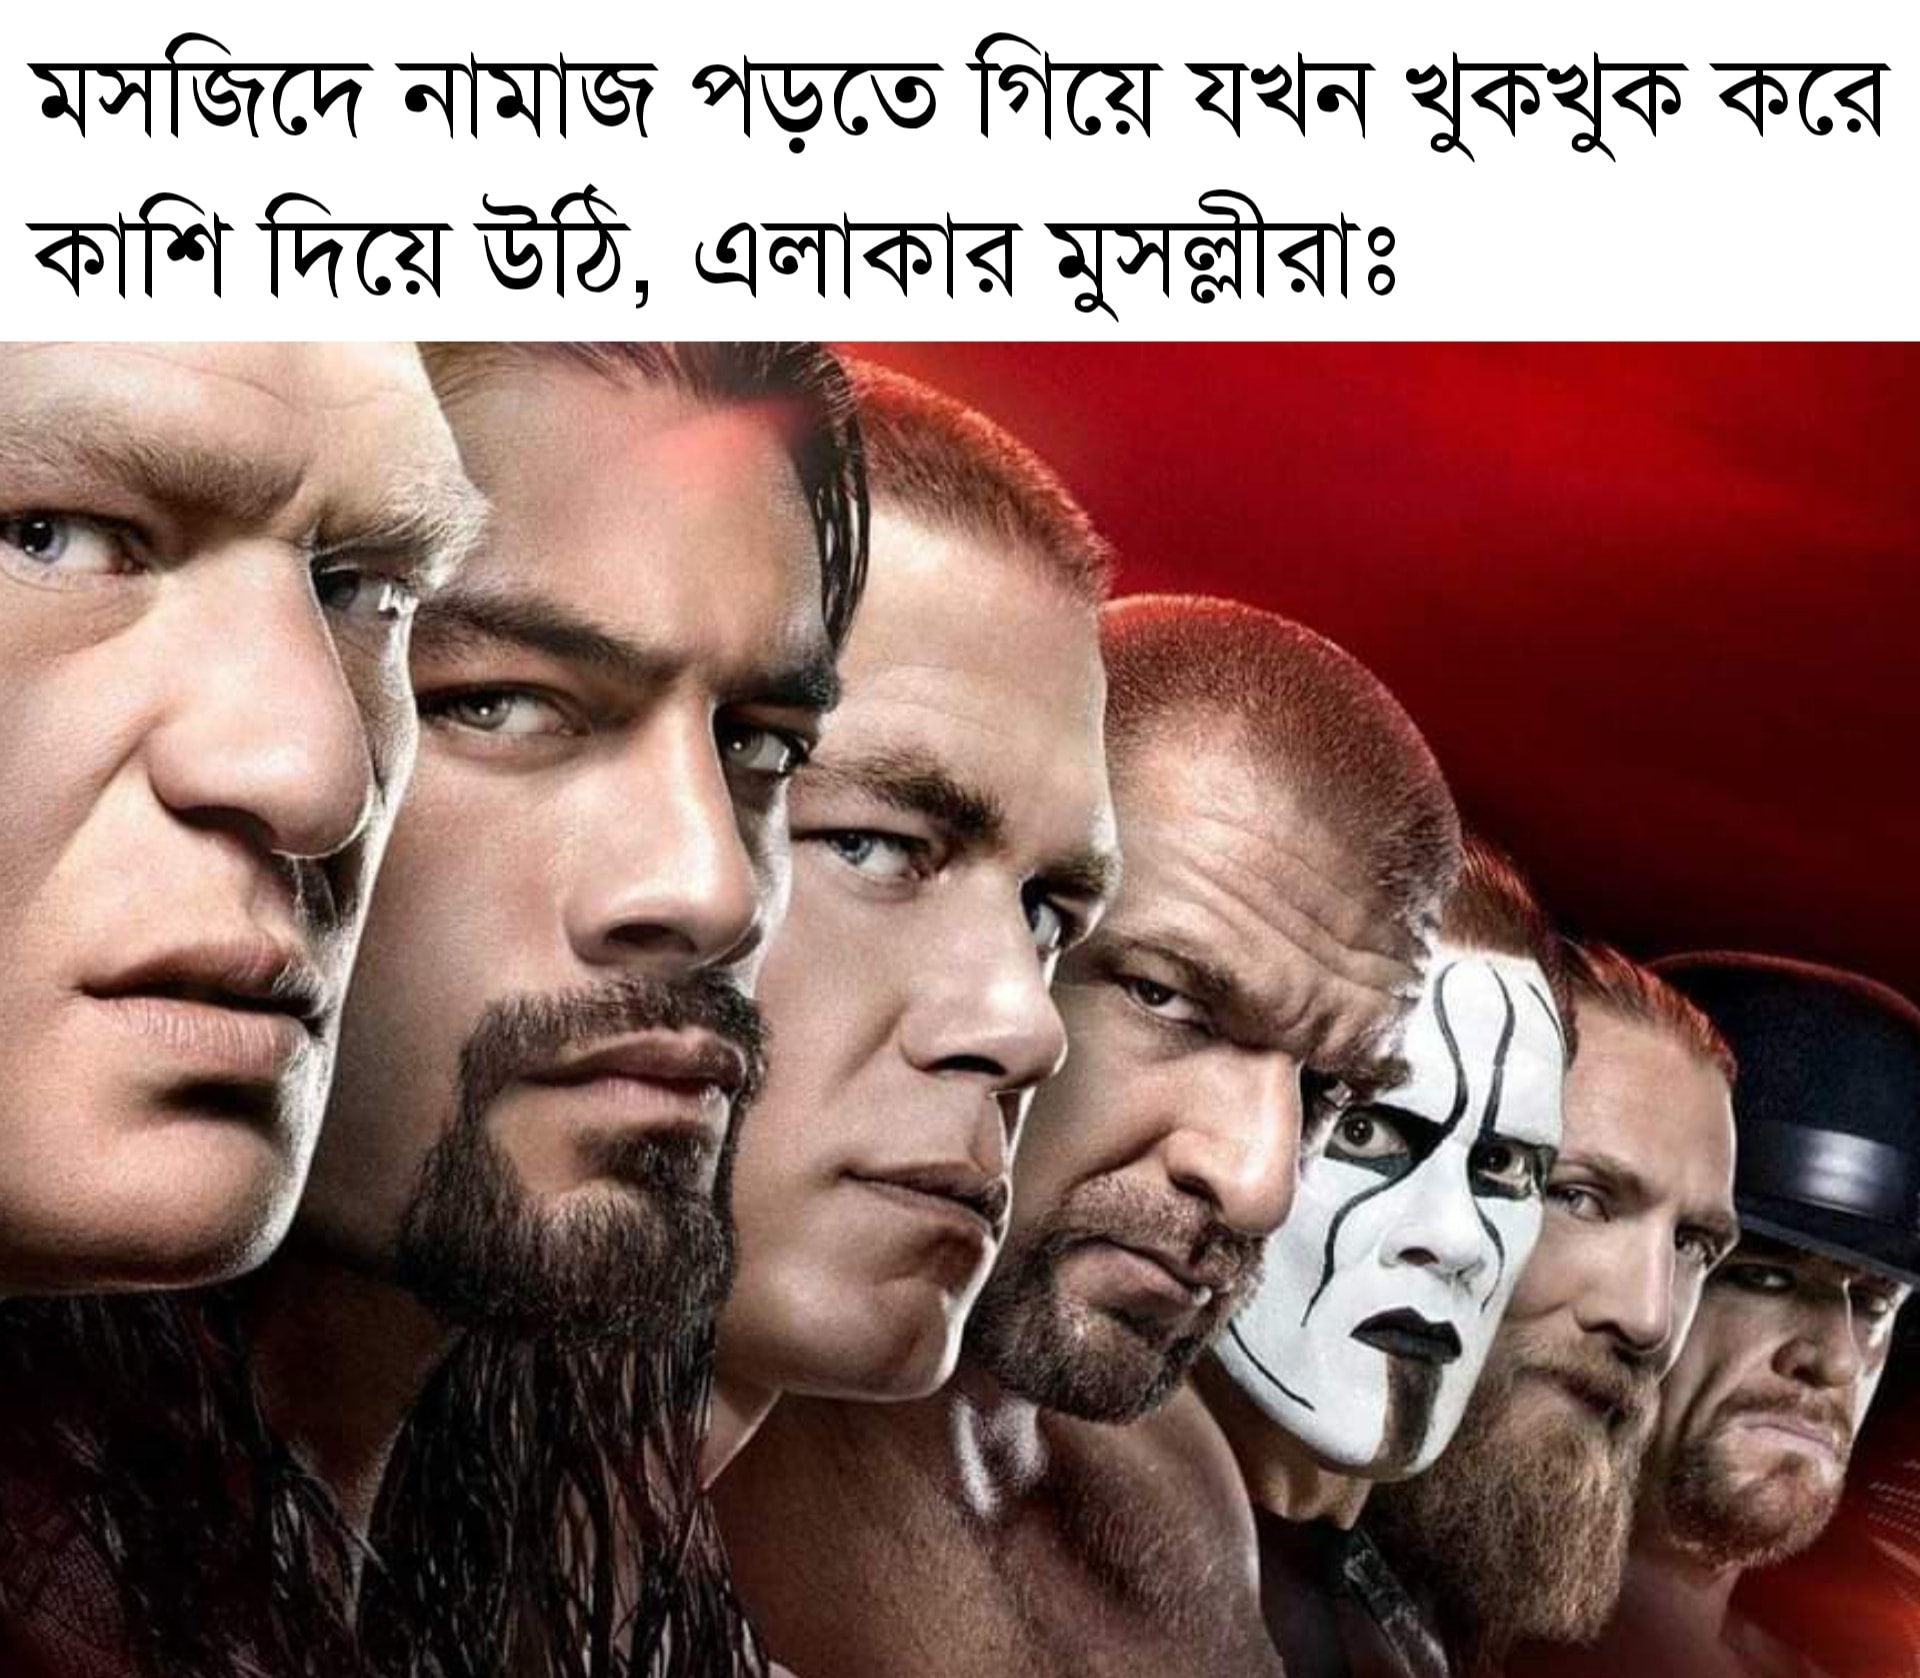 মসজিদে নামাজ পড়তে গিয়ে যখন খুকখুক করে
কাশি দিয়ে উঠি, এলাকার মুসল্লীরাঃ